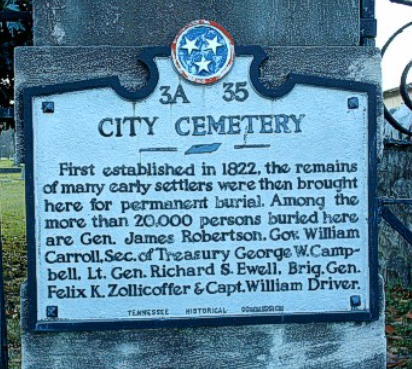 3A 35
CITY CEMETERY
First established in 1822, the remains
of many early settlers were then brought
here for permanent burial. Among the
more than 20,000 persons buried here
are Gen. James Robertson, Gov. William
Carroll, Sec. of Treasury George W. Camp-
bell, Lt. Gen. Richard S. Ewell, Brig. Gen.
Felix K. Zollicoffer & Capt. William Driver.
TENNESSEE HISTORICAL COMMISSION